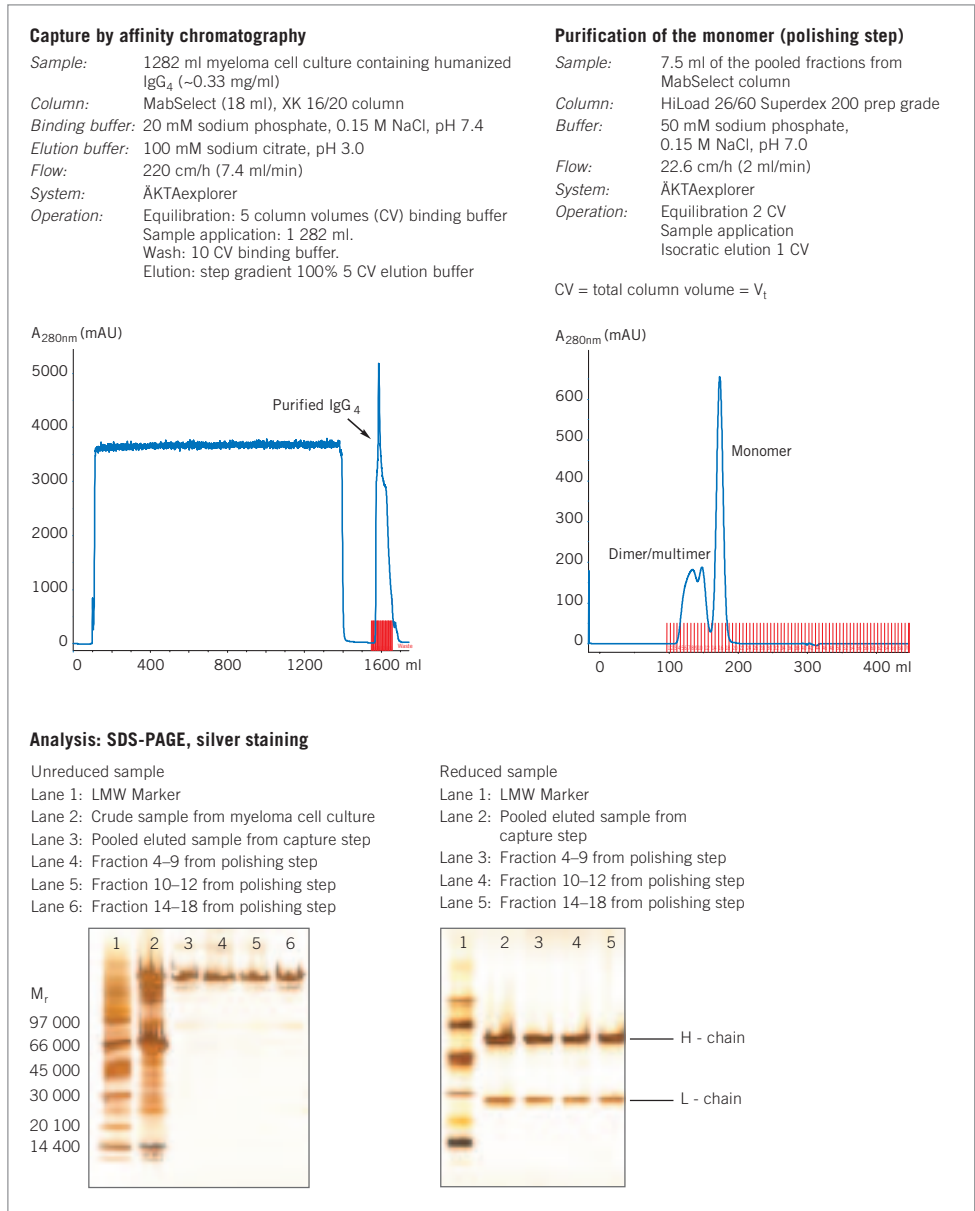 Capture by affinity chromatography
Sample: 1282 ml myeloma cell culture containing humanized
IgG4 (~0.33 mg/ml)
Column: MabSelect (18 ml), XK 16/20 column
Binding buffer: 20 mM sodium phosphate, 0.15 M NaCl, pH 7.4
Elution buffer: 100 mM sodium citrate, pH 3.0
Flow: 220 cm/h (7.4 ml/min)
System: ÄKTAexplorer
Operation: Equilibration: 5 column volumes (CV) binding buffer
Sample application: 1 282 ml.
Wash: 10 CV binding buffer.
Elution: step gradient 100% 5 CV elution buffer
Purification of the monomer (polishing step)
Sample: 7.5 ml of the pooled fractions from
MabSelect column
Column: HiLoad 26/60 Superdex 200 prep grade
Buffer: 50 mM sodium phosphate,
0.15 M NaCl, pH 7.0
Flow: 22.6 cm/h (2 ml/min)
System: ÄKTAexplorer
Operation: Equilibration 2 CV
Sample application
Isocratic elution 1 CV
CV = total column volume = Vt
A280nm (mAU)
5000
4000
3000
2000
1000
0
Purified IgG4
Waste
0 400 800 1200 1600 ml
A280nm (mAU)
600
500
400
300
200
100
0
Monomer
Dimer/multimer
0 100 200 300 400 ml
Analysis: SDS-PAGE, silver staining
Unreduced sample
Lane 1: LMW Marker
Lane 2: Crude sample from myeloma cell culture
Lane 3: Pooled eluted sample from capture step
Lane 4: Fraction 4–9 from polishing step
Lane 5: Fraction 10–12 from polishing step
Lane 6: Fraction 14–18 from polishing step
Reduced sample
Lane 1: LMW Marker
Lane 2: Pooled eluted sample from
capture step
Lane 3: Fraction 4–9 from polishing step
Lane 4: Fraction 10–12 from polishing step
Lane 5: Fraction 14–18 from polishing step
1 2 3 4 5 6
Mr
97 000
66 000
45 000
30 000
20 100
14 400
1 2 3 4 5
H - chain
L - chain